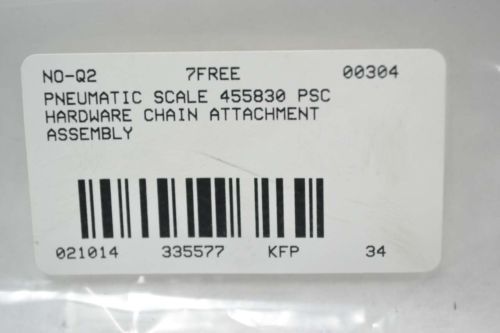 NO-Q2 7FREE 00304
PNEUMATIC SCALE 455830 PSC
HARDWARE CHAIN ATTACHMENT
ASSEMBLY
021014 335577 KFP 34